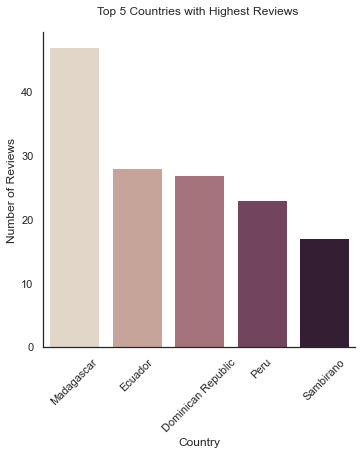 Top 5 Countries with Highest Reviews
Number of Reviews
40
30
20
10
0
Madagascar
Ecuador
Dominican Republic
Peru
Sambirano
Country